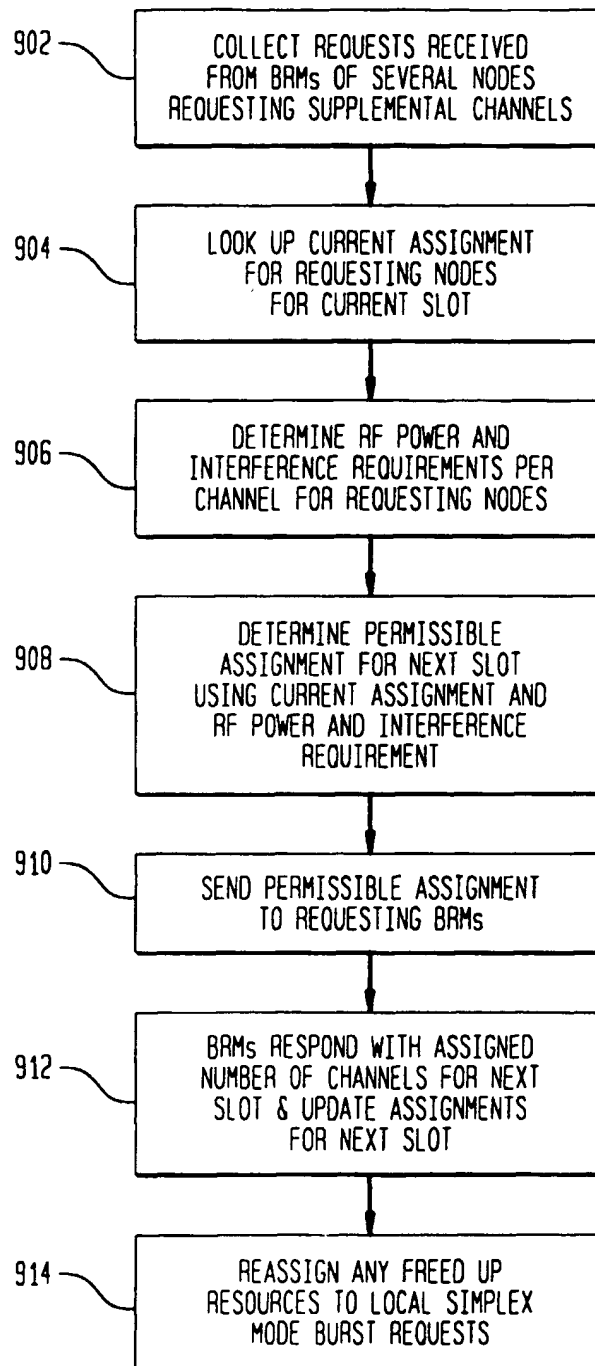 902
COLLECT REQUESTS RECEIVED
FROM BRMs OF SEVERAL NODES
REQUESTING SUPPLEMENTAL CHANNELS
904
LOOK UP CURRENT ASSIGNMENT
FOR REQUESTING NODES
FOR CURRENT SLOT
906
DETERMINE RF POWER AND
INTERFERENCE REQUIREMENTS PER
CHANNEL FOR REQUESTING NODES
908
DETERMINE PERMISSIBLE
ASSIGNMENT FOR NEXT SLOT
USING CURRENT ASSIGNMENT AND
RF POWER AND INTERFERENCE
REQUIREMENT
910
SEND PERMISSIBLE ASSIGNMENT
TO REQUESTING BRMs
912
BRMs RESPOND WITH ASSIGNED
NUMBER OF CHANNELS FOR NEXT
SLOT & UPDATE ASSIGNMENTS
FOR NEXT SLOT
914
REASSIGN ANY FREED UP
RESOURCES TO LOCAL SIMPLEX
MODE BURST REQUESTS